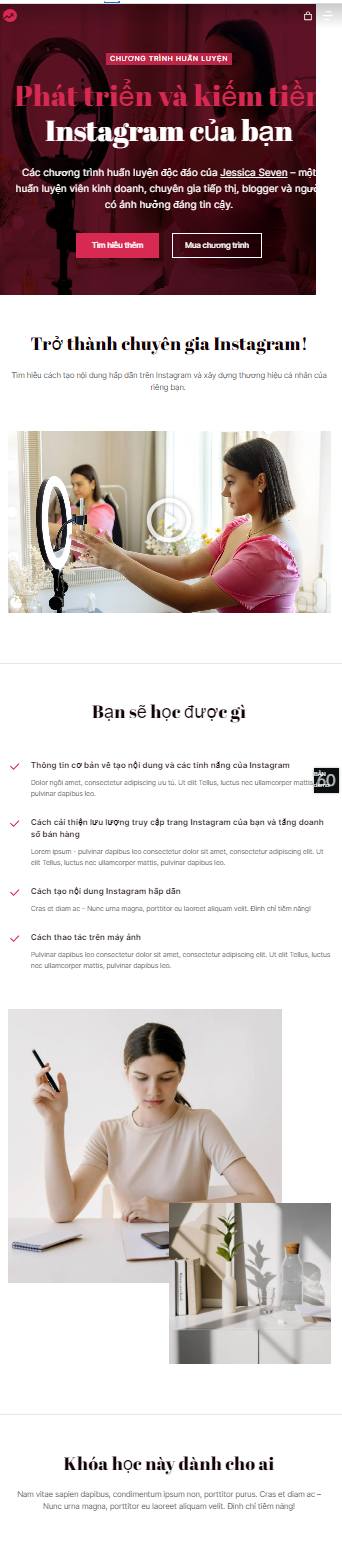 CHƯƠNG TRÌNH HUẤN LUYỆN
Phát triển và kiếm tiền
Instagram của bạn
Các chương trình huấn luyện độc đáo của Jessica Seven – một
huấn luyện viên kinh doanh, chuyên gia tiếp thị, blogger và người
có ảnh hưởng đáng tin cậy.
Tìm hiểu thêm
Mua chương trình
Trở thành chuyên gia Instagram!
Tìm hiểu cách tạo nội dung hấp dẫn trên Instagram và xây dựng thương hiệu cá nhân của
riêng bạn.
Bạn sẽ học được gì
Thông tin cơ bản về tạo nội dung và các tính năng của Instagram
Dolor ngồi amet, consectetur adipiscing ưu tú. Ut elit Tellus, luctus nec ullamcorper mattis,
pulvinar dapibus leo.
60
Cách cải thiện lưu lượng truy cập trang Instagram của bạn và tăng doanh
số bán hàng
Lorem ipsum - pulvinar dapibus leo consectetur dolor sit amet, consectetur adipiscing elit. Ut
elit Tellus, luctus nec ullamcorper mattis, pulvinar dapibus leo.
Cách tạo nội dung Instagram hấp dẫn
Cras et diam ac – Nunc urna magna, porttitor eu laoreet aliquam velit. Đinh chỉ tiềm năng!
Cách thao tác trên máy ảnh
Pulvinar dapibus leo consectetur dolor sit amet, consectetur adipiscing elit. Ut elit Tellus, luctus
nec ullamcorper mattis, pulvinar dapibus leo.
Khóa học này dành cho ai
Nam vitae sapien dapibus, condimentum ipsum non, porttitor purus. Cras et diam ac –
Nunc urna magna, porttitor eu laoreet aliquam velit. Đinh chỉ tiềm năng!